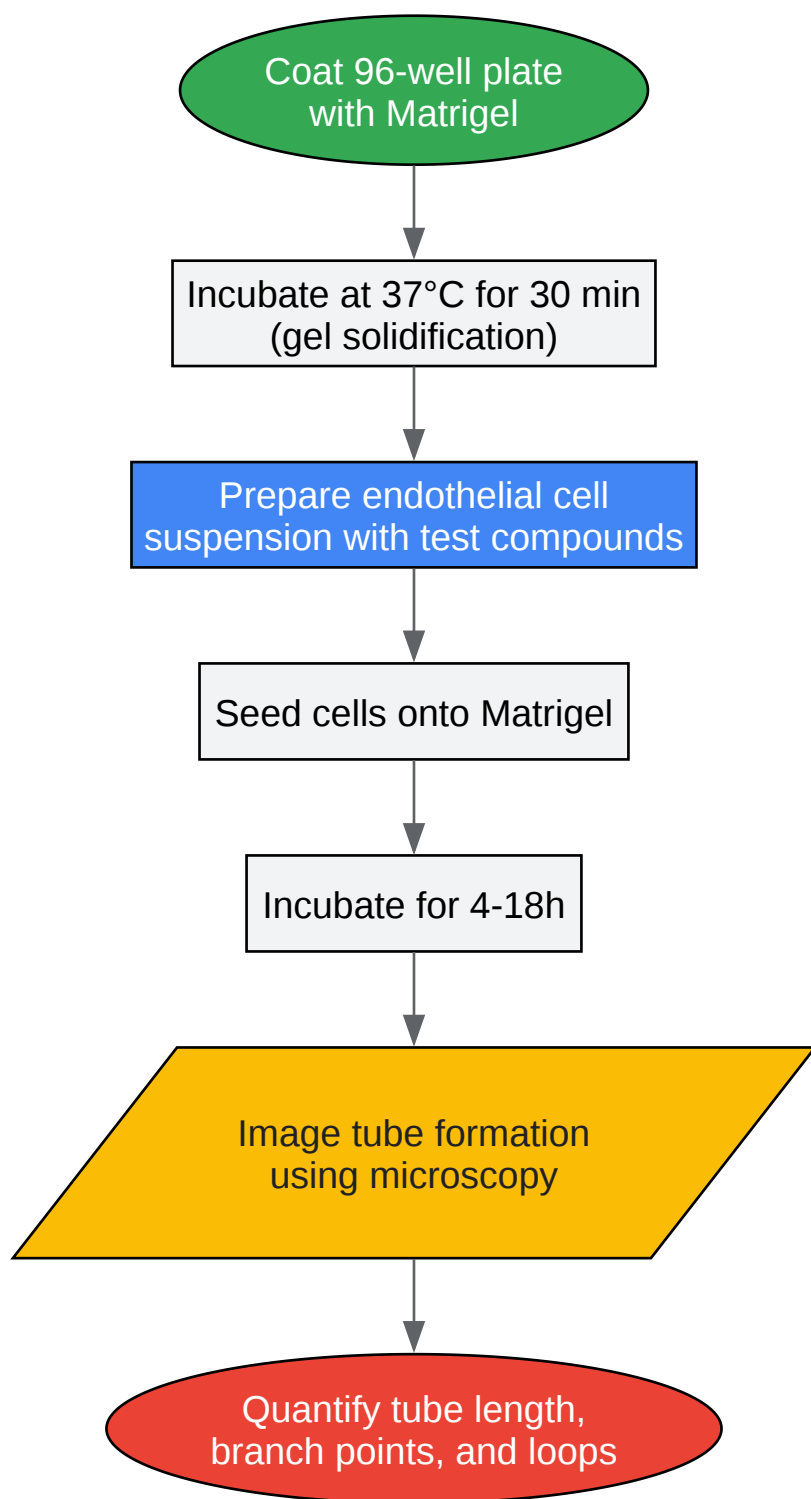 Coat 96-well plate
with Matrigel
Incubate at 37°C for 30 min
(gel solidification)
Prepare endothelial cell
suspension with test compounds
Seed cells onto Matrigel
Incubate for 4-18h
Image tube formation
using microscopy
Quantify tube length,
branch points, and loops